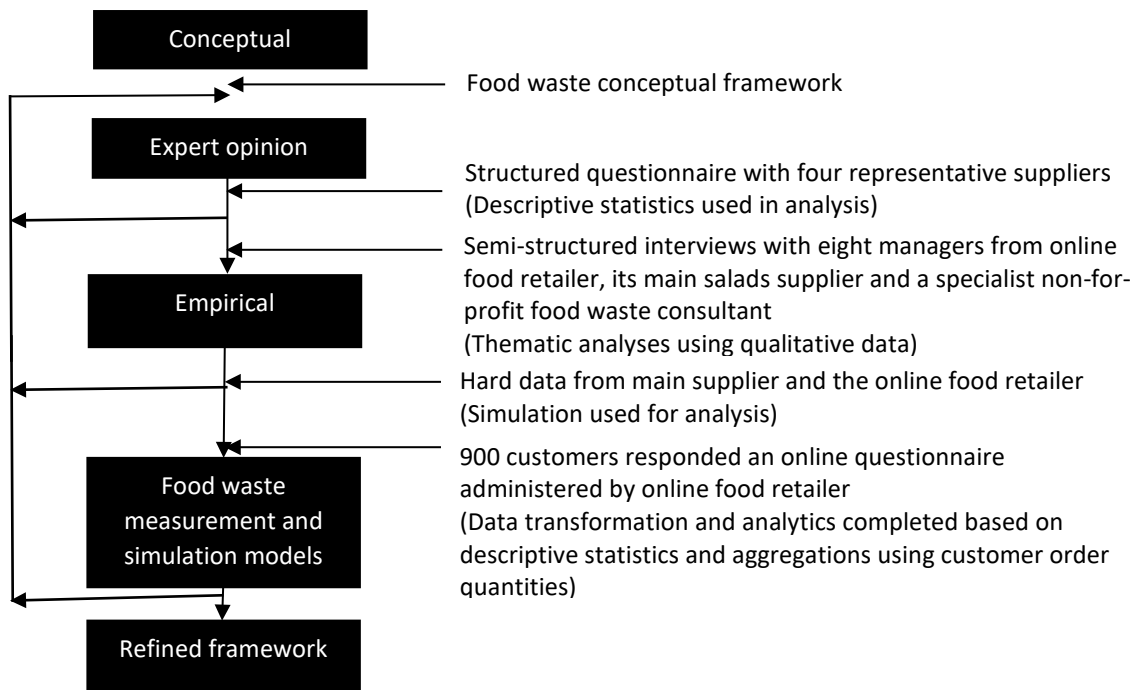 Conceptual
Food waste conceptual framework
Expert opinion
Structured questionnaire with four representative suppliers
(Descriptive statistics used in analysis)
Semi-structured interviews with eight managers from online
food retailer, its main salads supplier and a specialist non-for-
profit food waste consultant
(Thematic analyses using qualitative data)
Empirical
Hard data from main supplier and the online food retailer
(Simulation used for analysis)
900 customers responded an online questionnaire
administered by online food retailer
(Data transformation and analytics completed based on
descriptive statistics and aggregations using customer order
quantities)
Food waste
measurement and
simulation models
Refined framework